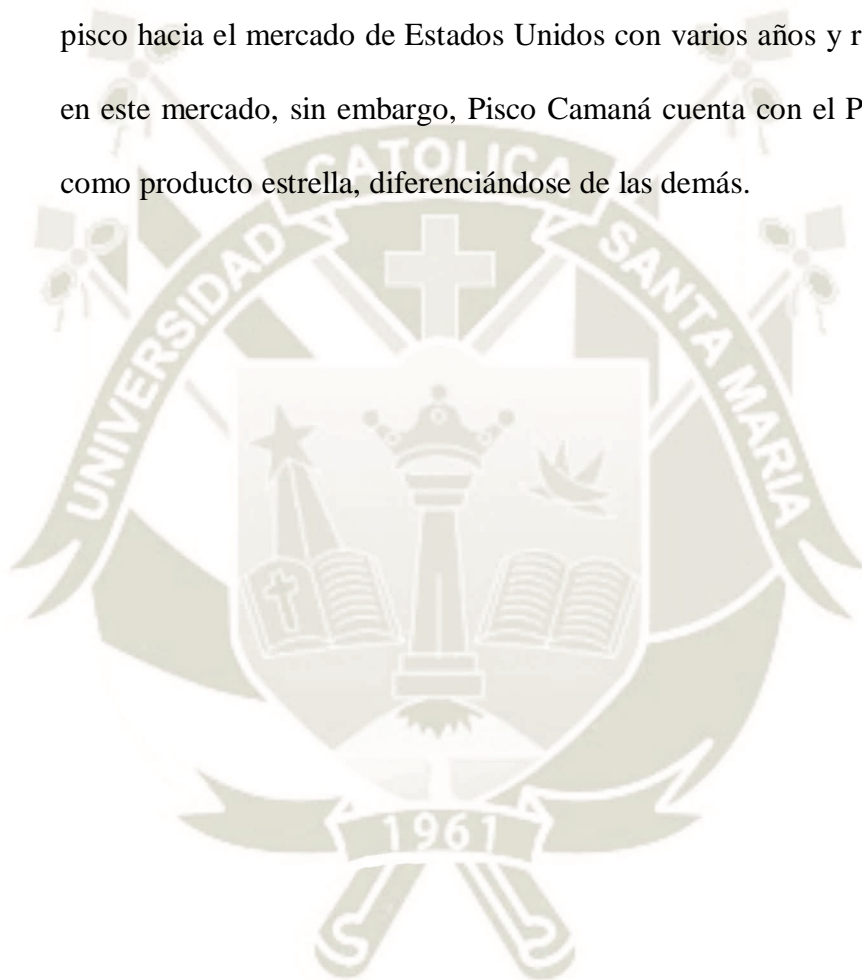 pisco hacia el mercado de Estados Unidos con varios años y
en este mercado, sin embargo, Pisco Camaná cuenta con el
como producto estrella, diferenciándose de las demás.
UNIVERSIDAD CATOLICA SANTA MARIA
1961